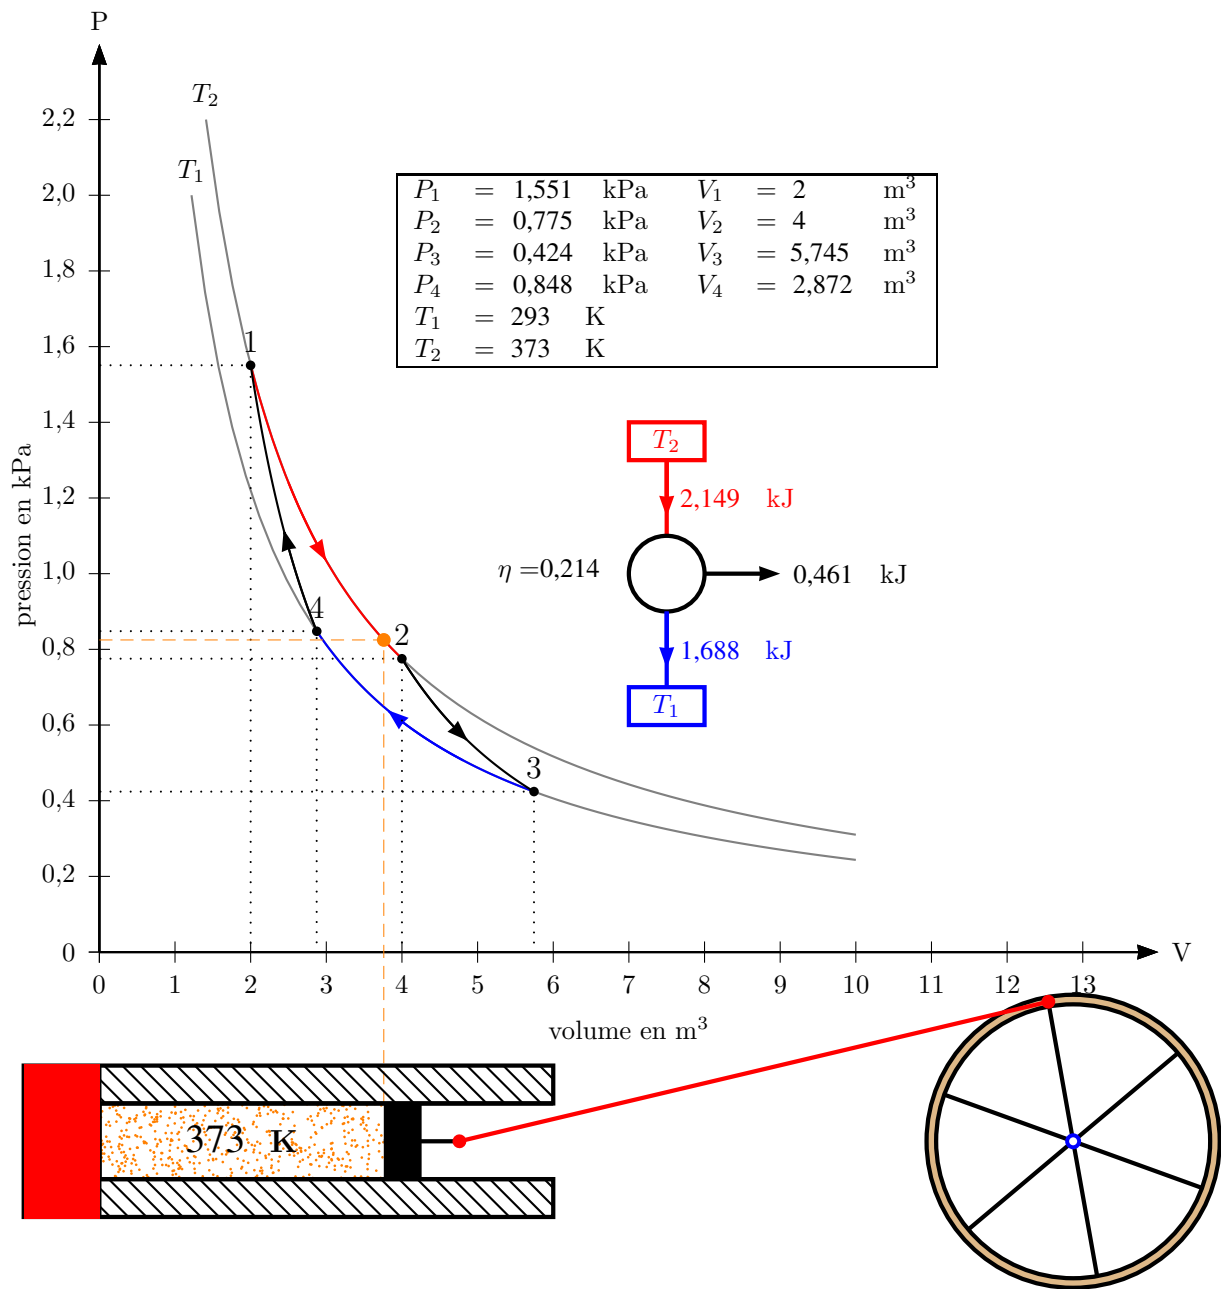 P
T₂
2,2
T₁
2,0
P₁ = 1,551 kPa V₁ = 2 m³
P₂ = 0,775 kPa V₂ = 4 m³
P₃ = 0,424 kPa V₃ = 5,745 m³
P₄ = 0,848 kPa V₄ = 2,872 m³
T₁ = 293 K
T₂ = 373 K
1,8
1,6
1
1,4
T₂
1,2
2,149 kJ
pression en kPa
1,0
η =0,214
0,461 kJ
4
0,8
2
1,688 kJ
0,6
T₁
3
0,4
0,2
0
V
0 1 2 3 4 5 6 7 8 9 10 11 12 13
volume en m³
373 K